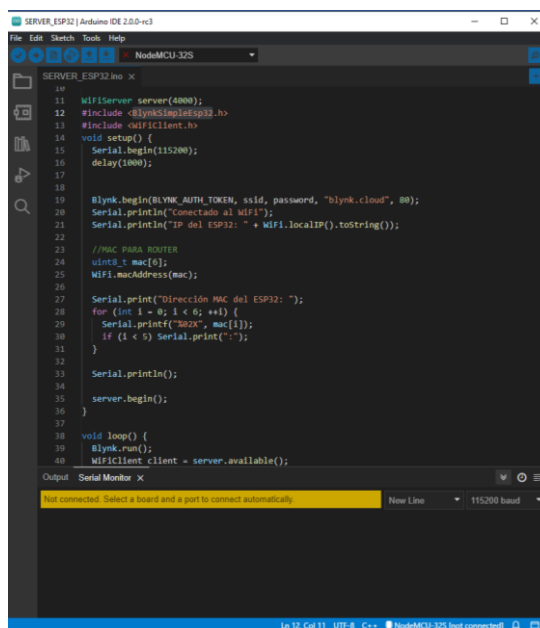 SERVER_ESP32 | Arduino IDE 2.0.0-rc3
File Edit Sketch Tools Help
NodeMCU-32S
SERVER_ESP32.ino
10
11 WiFiServer server(4000);
12 #include <BlynkSimpleEsp32.h>
13 #include <WiFiClient.h>
14 void setup() {
15 Serial.begin(115200);
16 delay(1000);
17
18
19 Blynk.begin(BLYNK_AUTH_TOKEN, ssid, password, "blynk.cloud", 80);
20 Serial.println("Conectado al WiFi");
21 Serial.println("IP del ESP32: " + WiFi.localIP().toString());
22
23 //MAC PARA ROUTER
24 uint8_t mac[6];
25 WiFi.macAddress(mac);
26
27 Serial.print("Dirección MAC del ESP32: ");
28 for (int i = 0; i < 6; ++i) {
29 Serial.printf("%02X", mac[i]);
30 if (i < 5) Serial.print(":");
31 }
32
33 Serial.println();
34
35 server.begin();
36 }
37
38 void loop() {
39 Blynk.run();
40 WiFiClient client = server.available();
Output Serial Monitor
Not connected. Select a board and a port to connect automatically. New Line 115200 baud
Ln 12, Col 11 UTF-8 C++ NodeMCU-32S [not connected]